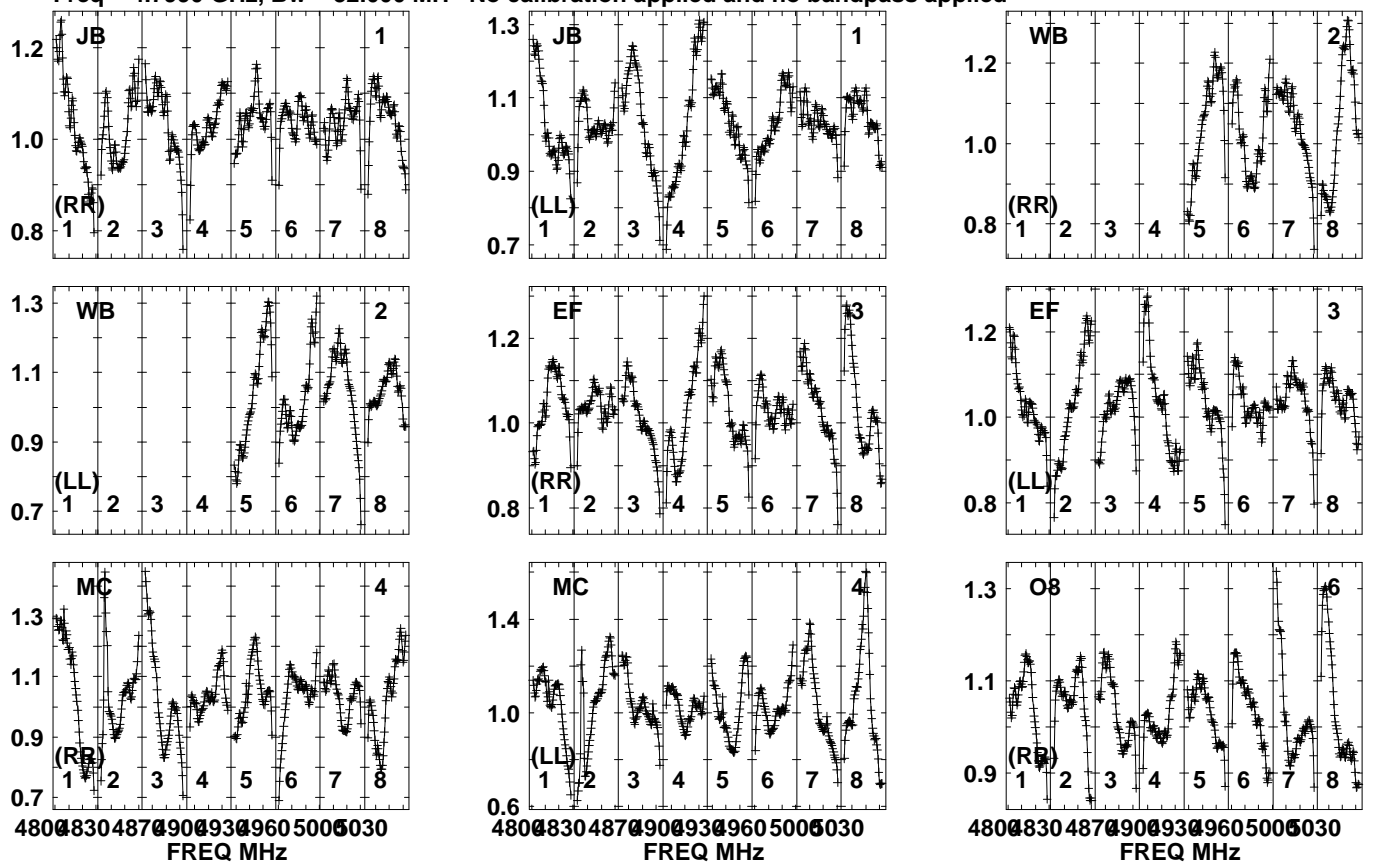 Freq = GHz, Bw = MH No calibration applied and no bandpass applied
JB 1
1.2
1.0
0.8
(RR)
1 2 3 4 5 6 7 8
JB 1
1.3
1.1
0.9
0.7
(LL)
1 2 3 4 5 6 7 8
WB 2
1.2
1.0
0.8
(RR)
1 2 3 4 5 6 7 8
WB 2
1.3
1.1
0.9
0.7
(LL)
1 2 3 4 5 6 7 8
EF 3
1.2
1.0
0.8
(RR)
1 2 3 4 5 6 7 8
EF 3
1.2
1.0
0.8
(LL)
1 2 3 4 5 6 7 8
MC 4
1.3
1.1
0.9
0.7
(RR)
1 2 3 4 5 6 7 8
4800 4830 4870 4900 4930 4960 5000 5030
FREQ MHz
MC 4
1.4
1.0
0.6
(LL)
1 2 3 4 5 6 7 8
4800 4830 4870 4900 4930 4960 5000 5030
FREQ MHz
O8 6
1.3
1.1
0.9
(RR)
1 2 3 4 5 6 7 8
4800 4830 4870 4900 4930 4960 5000 5030
FREQ MHz